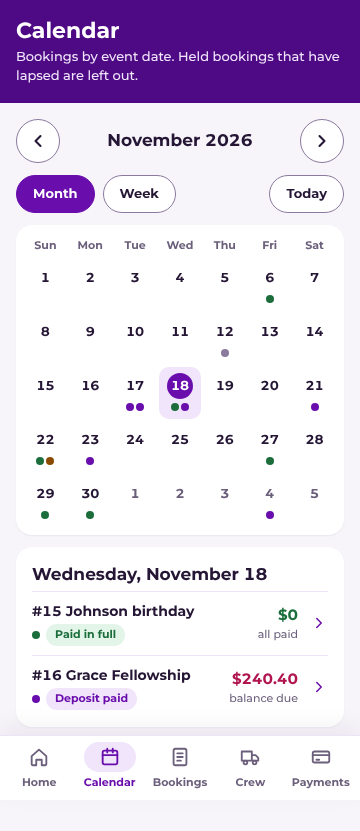 Calendar
Bookings by event date. Held bookings that have
lapsed are left out.
November 2026
Month Week Today
Sun Mon Tue Wed Thu Fri Sat
1 2 3 4 5 6 7
8 9 10 11 12 13 14
15 16 17 18 19 20 21
22 23 24 25 26 27 28
29 30 1 2 3 4 5
Wednesday, November 18
#15 Johnson birthday $0
Paid in full all paid
#16 Grace Fellowship $240.40
Deposit paid balance due
Home Calendar Bookings Crew Payments